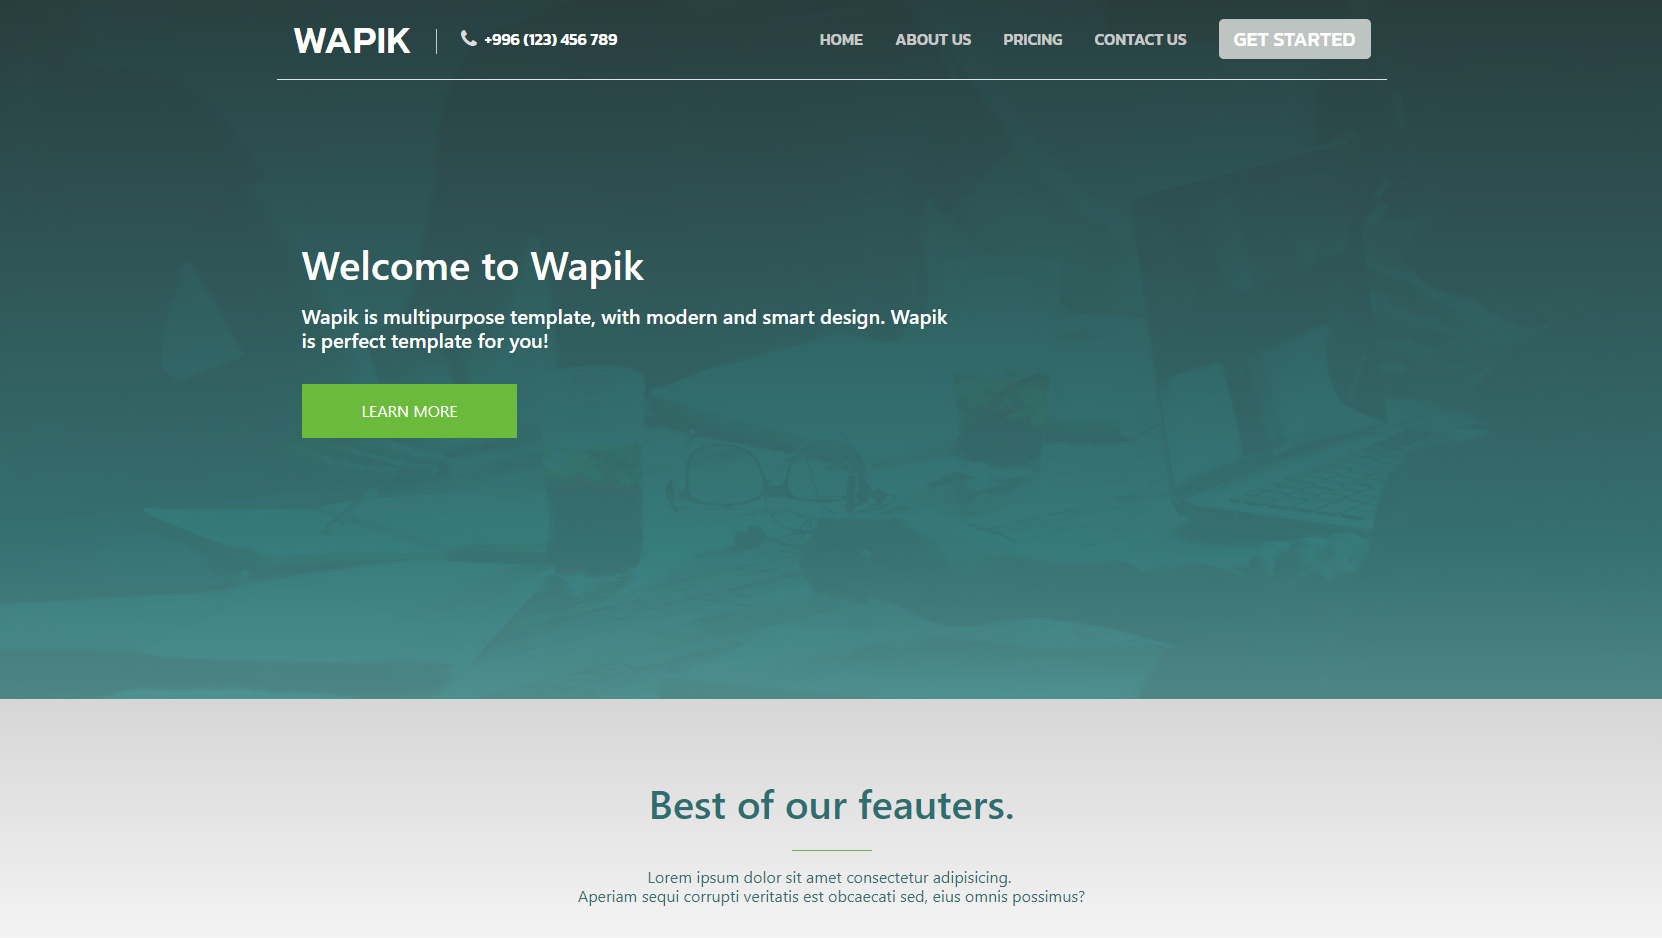 WAPIK
+996 (123) 456 789
HOME
ABOUT US
PRICING
CONTACT US
GET STARTED
Welcome to Wapik
Wapik is multipurpose template, with modern and smart design. Wapik
is perfect template for you!
LEARN MORE
Best of our feauters.
Lorem ipsum dolor sit amet consectetur adipisicing.
Aperiam sequi corrupti veritatis est obcaecati sed, eius omnis possimus?